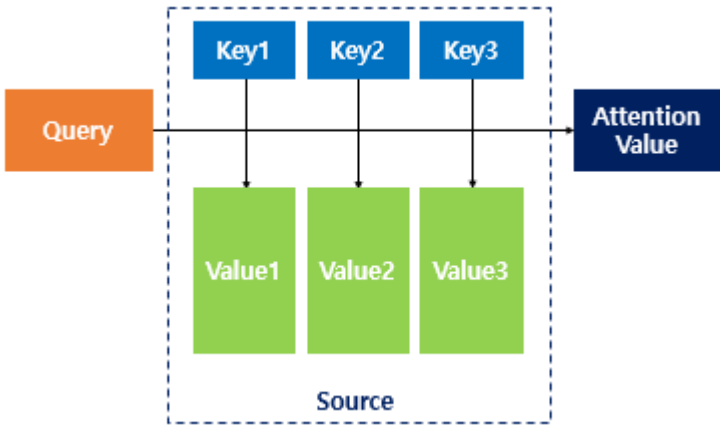 Key1 Key2 Key3
Query
Attention
Value
Value1 Value2 Value3
Source